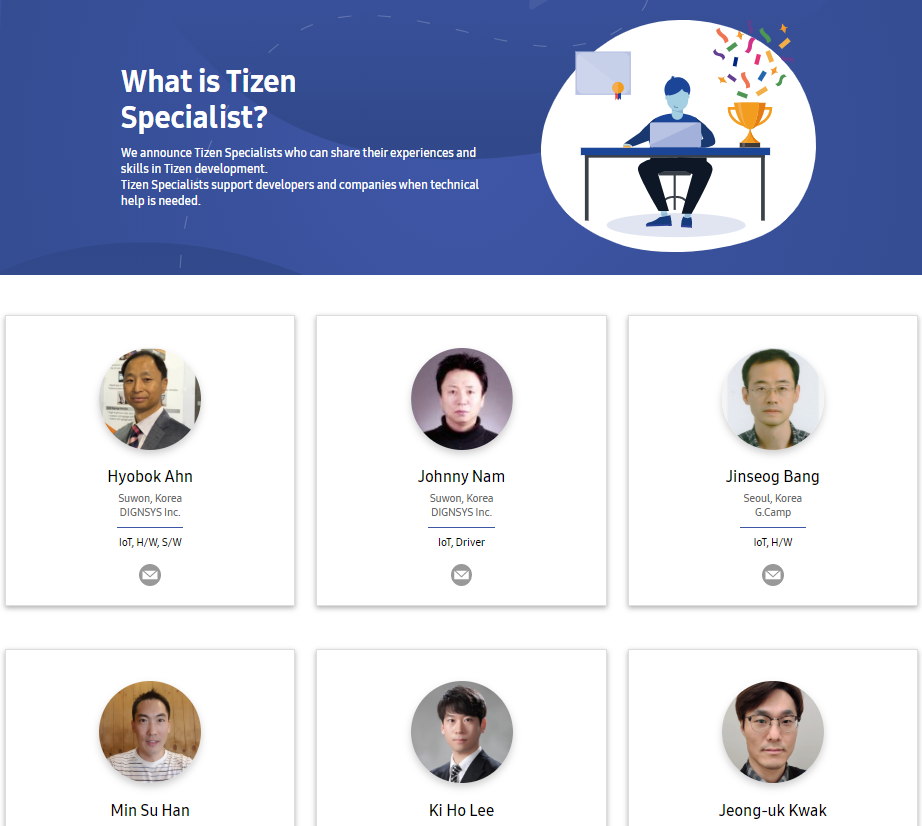 What is Tizen
Specialist?
We announce Tizen Specialists who can share their experiences and
skills in Tizen development.
Tizen Specialists support developers and companies when technical
help is needed.
Hyobok Ahn
Suwon, Korea
DIGNSYS Inc.
IoT, H/W, S/W
Johnny Nam
Suwon, Korea
DIGNSYS Inc.
IoT, Driver
Jinseog Bang
Seoul, Korea
G.Camp
IoT, H/W
Min Su Han
Ki Ho Lee
Jeong-uk Kwak